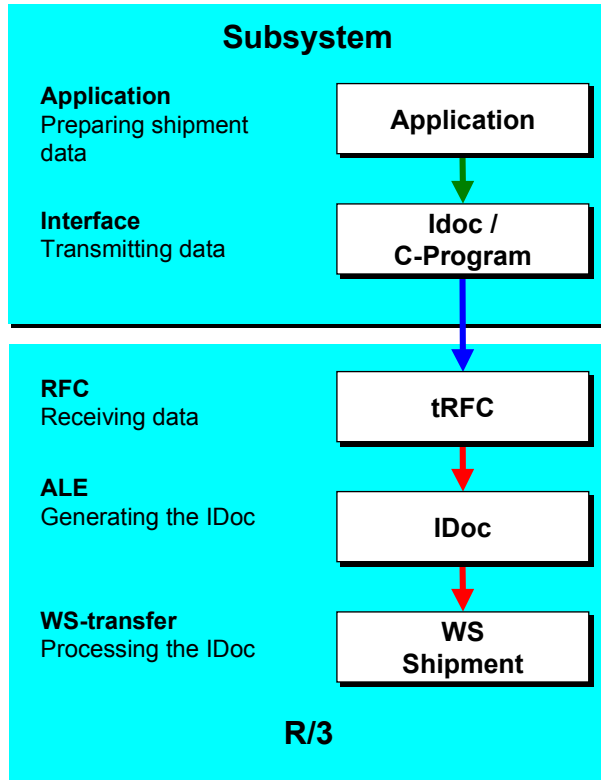 Subsystem
Application
Preparing shipment
data
Application
Interface
Transmitting data
Idoc /
C-Program
RFC
Receiving data
tRFC
ALE
Generating the IDoc
IDoc
WS-transfer
Processing the IDoc
WS
Shipment
R/3